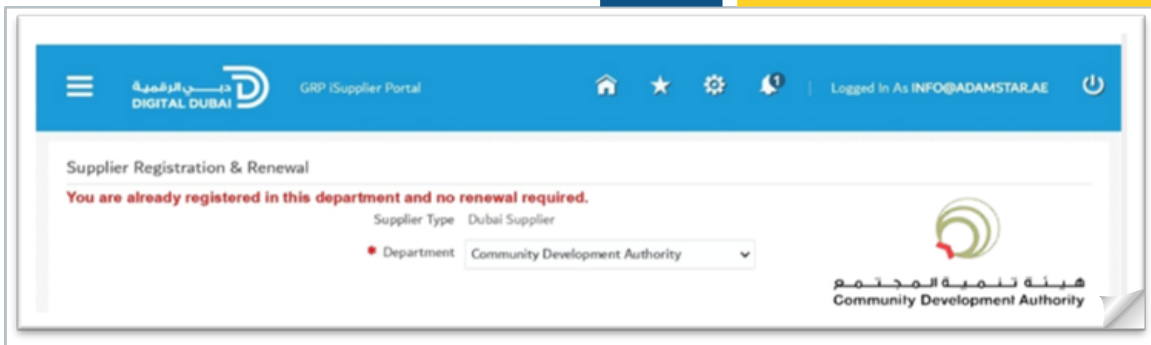 دبي الرقمية
DIGITAL DUBAI
GRP iSupplier Portal
1
Logged In As INFO@ADAMSTAR.AE
Supplier Registration & Renewal
You are already registered in this department and no renewal required.
Supplier Type Dubai Supplier
* Department Community Development Authority
هيئة تنمية المجتمع
Community Development Authority